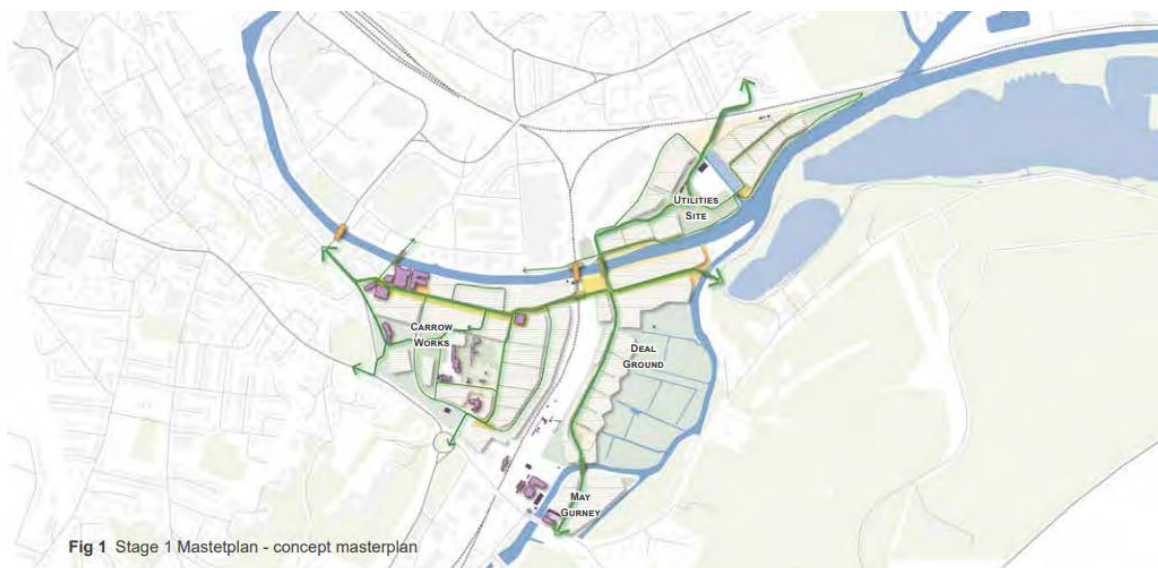 UTILITIES
SITE
CARROW
WORKS
DEAL
GROUND
MAY
GURNEY
Fig 1 Stage 1 Mastetplan - concept masterplan